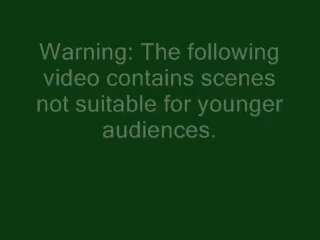 Warning: The following
video contains scenes
not suitable for younger
audiences.